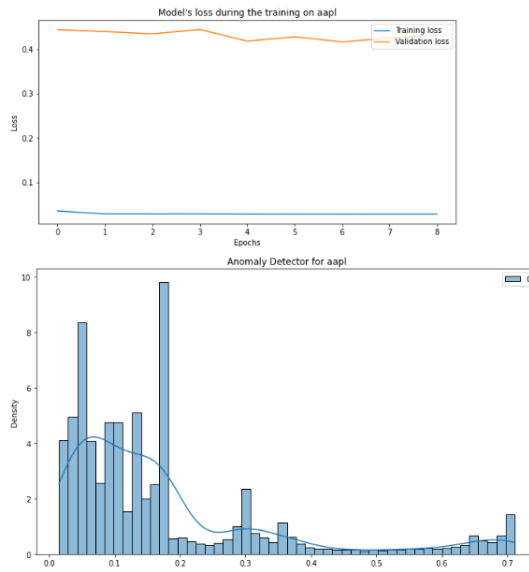 Model's loss during the training on aapl
Training loss
Validation loss
0.4
0.3
0.2
0.1
Loss
0 1 2 3 4 5 6 7 8
Epochs
Anomaly Detector for aapl
0
10
8
6
4
2
0
Density
0.0 0.1 0.2 0.3 0.4 0.5 0.6 0.7